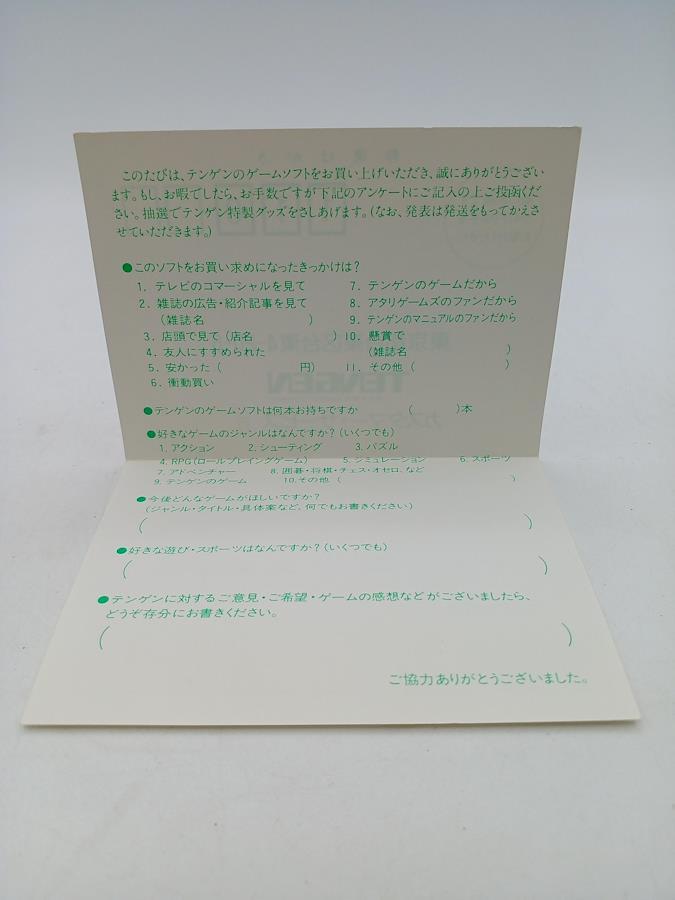 このたびは、テンゲンのゲームソフトをお買い上げいただき、誠にありがとうござい
ます。もし、お暇でしたら、お手数ですが下記のアンケートにご記入の上ご投函くだ
さい。抽選でテンゲン特製グッズをさしあげます。(なお、発表は発送をもってかえさ
せていただきます。)
●このソフトをお買い求めになったきっかけは?
1. テレビのコマーシャルを見て
2. 雑誌の広告・紹介記事を見て
(雑誌名 )
3. 店頭で見て(店名 )
4. 友人にすすめられた
5. 安かった( 円)
6. 衝動買い
7. テンゲンのゲームだから
8. アタリゲームズのファンだから
9. テンゲンのマニュアルのファンだから
10. 懸賞で
(雑誌名 )
11. その他( )
●テンゲンのゲームソフトは何本お持ちですか ( )本
●好きなゲームのジャンルはなんですか?(いくつでも)
1. アクション 2. シューティング 3. パズル
4. RPG(ロールプレイングゲーム) 5. シミュレーション 6. スポーツ
7. アドベンチャー 8. 囲碁・将棋・チェス・オセロ、など
9. テンゲンのゲーム 10. その他 ( )
●今後どんなゲームがほしいですか?
(ジャンル・タイトル・具体案など、何でもお書きください)
( )
●好きな遊び・スポーツはなんですか?(いくつでも)
( )
●テンゲンに対するご意見・ご希望・ゲームの感想などがございましたら、
どうぞ存分にお書きください。
( )
ご協力ありがとうございました。